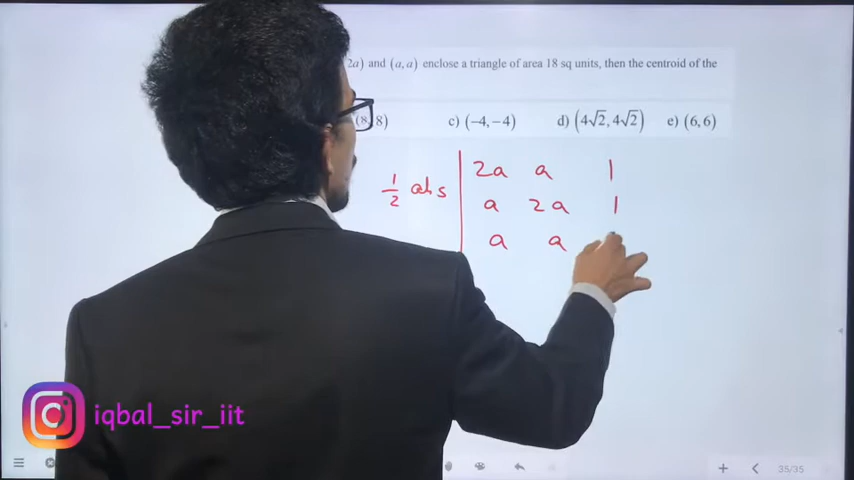 2a) and (a, a) enclose a triangle of area 18 sq units, then the centroid of the
(8, 8) c) (−4, −4) d) (4√2, 4√2) e) (6, 6)
1/2 abs | 2a a 1
a 2a 1
a a
iqbal_sir_iit
35/35